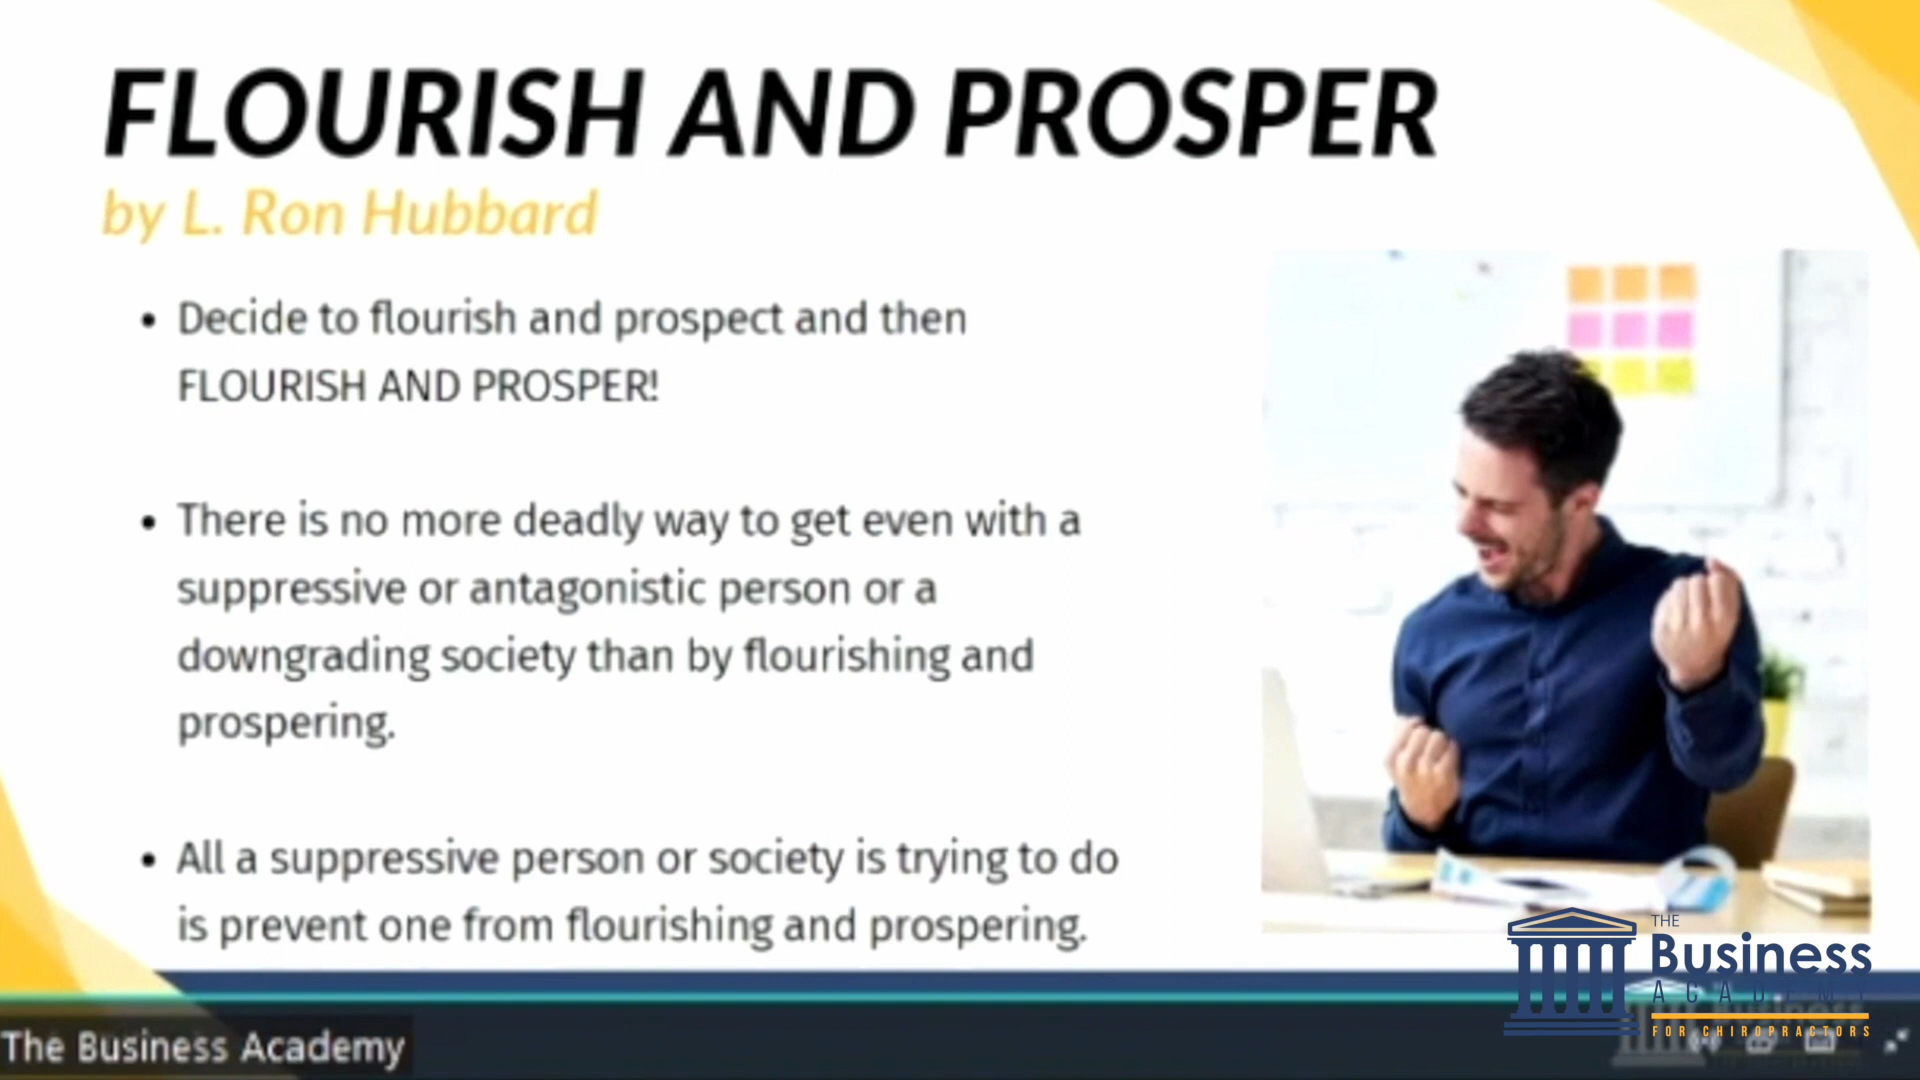 FLOURISH AND PROSPER
by L. Ron Hubbard
• Decide to flourish and prospect and then
FLOURISH AND PROSPER!
• There is no more deadly way to get even with a
suppressive or antagonistic person or a
downgrading society than by flourishing and
prospering.
• All a suppressive person or society is trying to do
is prevent one from flourishing and prospering.
THE
Business
ACADEMY
FOR CHIROPRACTORS
The Business Academy